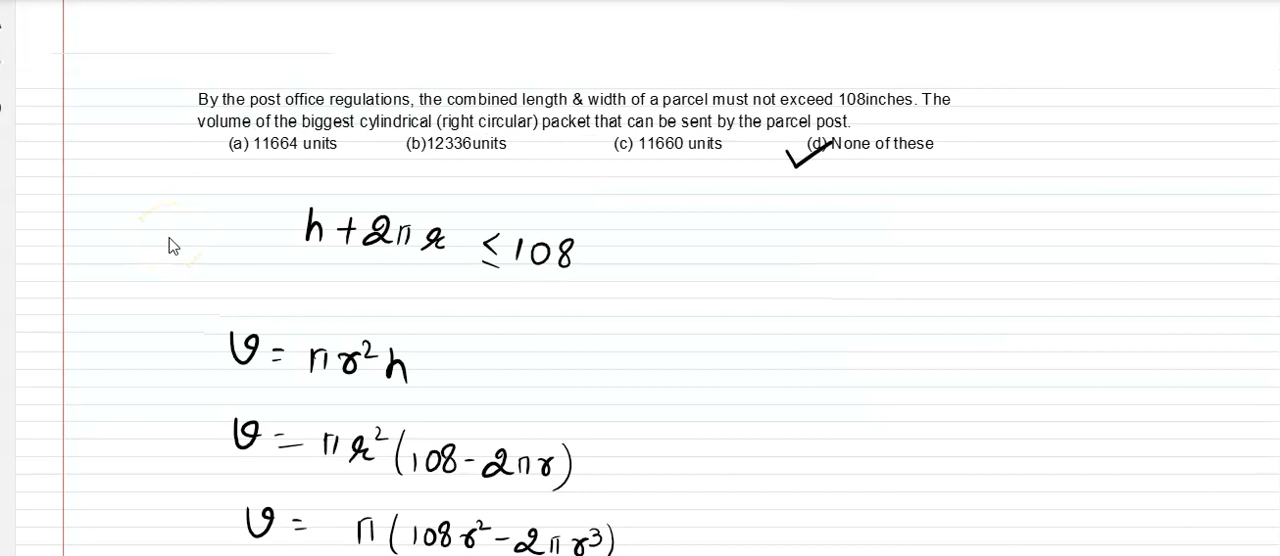 By the post office regulations, the combined length & width of a parcel must not exceed 108inches. The
volume of the biggest cylindrical (right circular) packet that can be sent by the parcel post.
(a) 11664 units (b)12336units (c) 11660 units (d) None of these
h + 2πr ≤ 108
v = πr²h
v = πr²(108 - 2πr)
v = π(108r² - 2πr³)